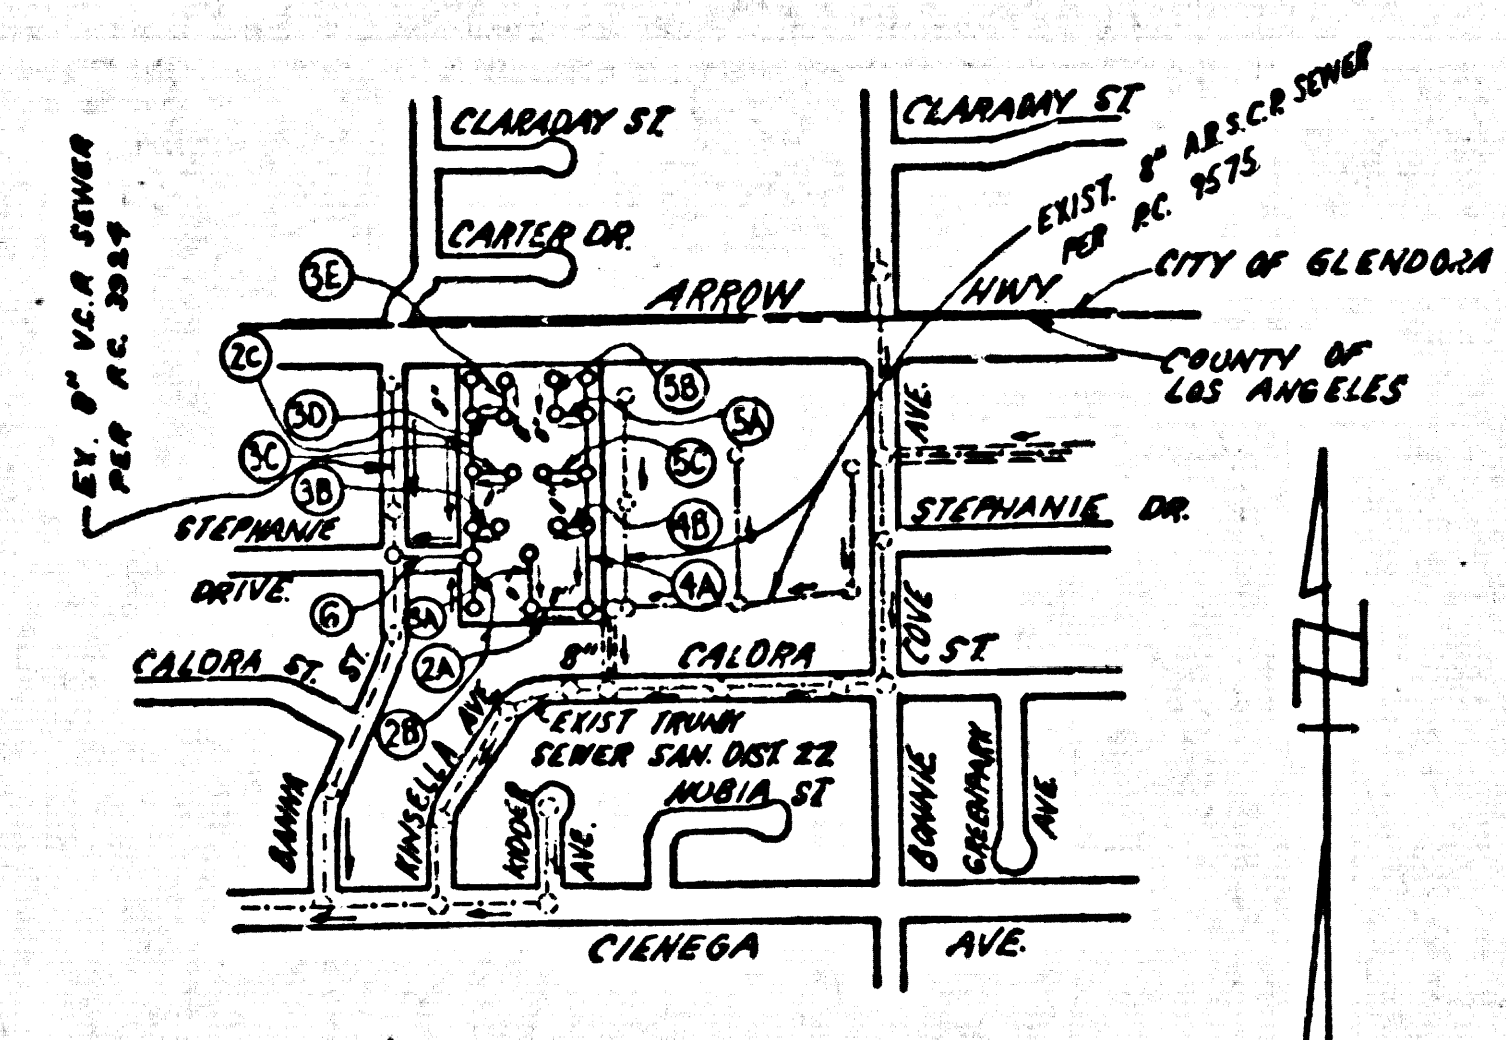 CLARADAY ST.
CLARADAY ST.
EXIST. 8" A.B.S.C.P. SEWER
PER P.C. 9575
EX. 8" V.C.P. SEWER
PER P.C. 3924
CARTER DR.
3E
ARROW HWY
CITY OF GLENDORA
2C
COUNTY OF
LOS ANGELES
5B
3D
5A
AVE.
3C
5C
3B
STEPHANIE
DRIVE.
4B
STEPHANIE DR.
4A
6
3A
COVE
CALORA ST.
ST.
2A
8"
CALORA ST.
2B
AVE.
EXIST TRUNK
SEWER SAN. DIST. 22
NUBIA ST
BANNA
KINSELLA
KIDDER
AVE.
BONNIE
GREENPARK
AVE.
CIENEGA AVE.
N